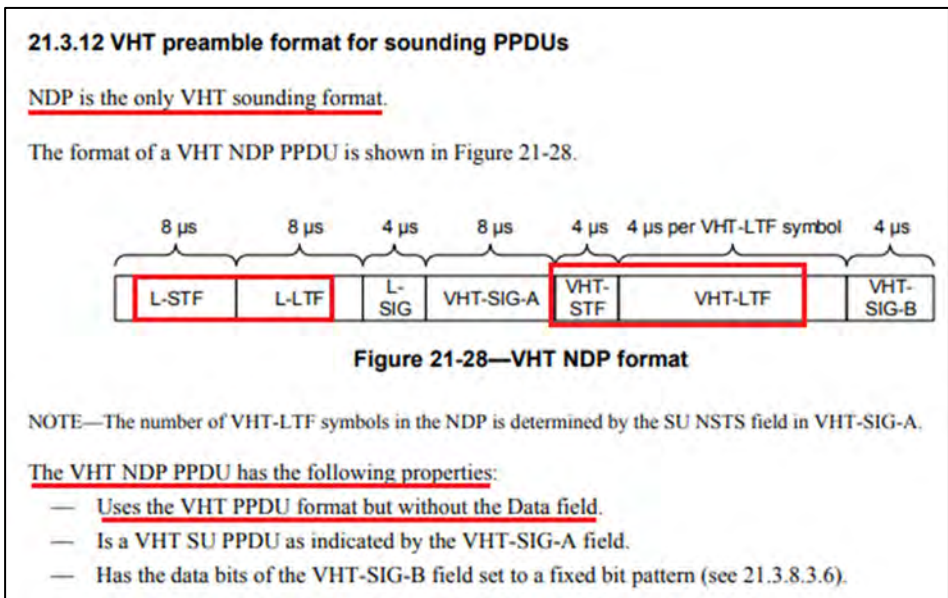 21.3.12 VHT preamble format for sounding PPDUs
NDP is the only VHT sounding format.
The format of a VHT NDP PPDU is shown in Figure 21-28.
8 µs 8 µs 4 µs 8 µs 4 µs 4 µs per VHT-LTF symbol 4 µs
L-STF L-LTF L-SIG VHT-SIG-A VHT-STF VHT-LTF VHT-SIG-B
Figure 21-28—VHT NDP format
NOTE—The number of VHT-LTF symbols in the NDP is determined by the SU NSTS field in VHT-SIG-A.
The VHT NDP PPDU has the following properties:
— Uses the VHT PPDU format but without the Data field.
— Is a VHT SU PPDU as indicated by the VHT-SIG-A field.
— Has the data bits of the VHT-SIG-B field set to a fixed bit pattern (see 21.3.8.3.6).